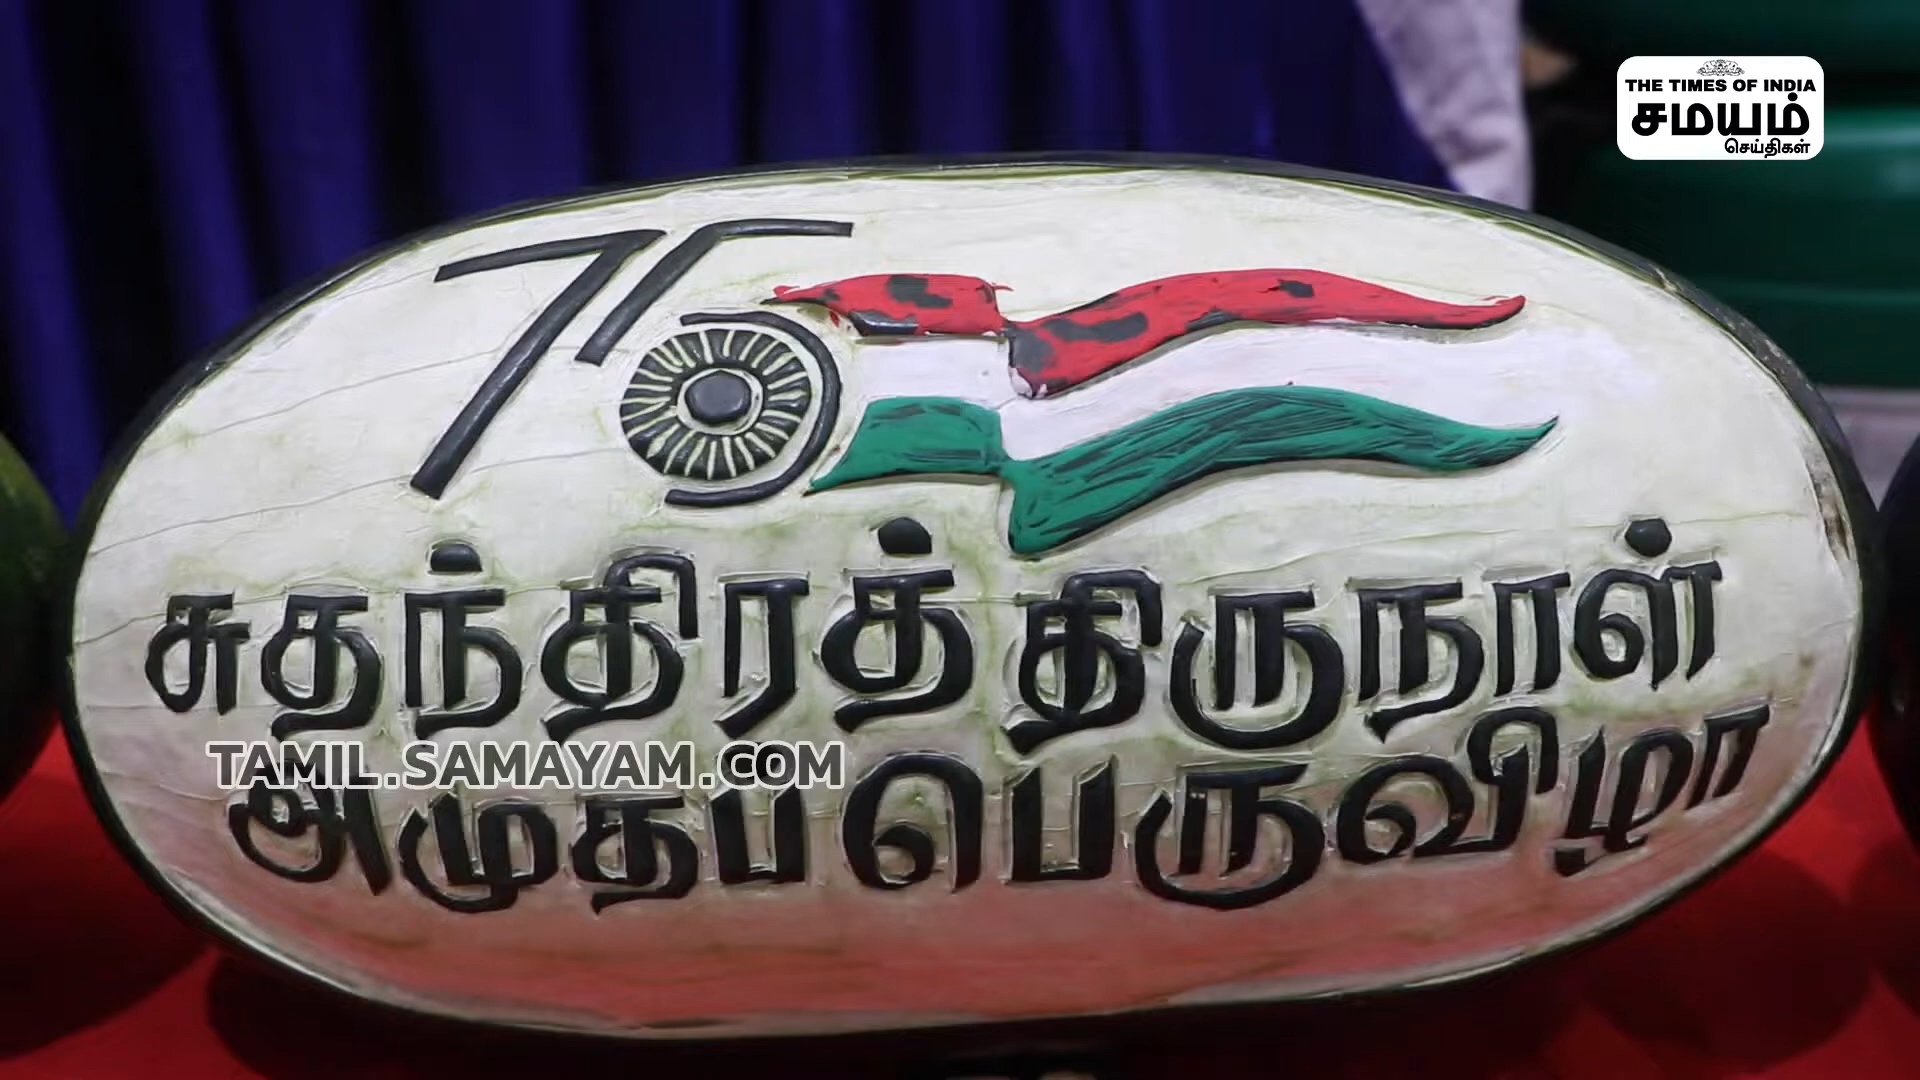 THE TIMES OF INDIA
சமயம்
செய்திகள்
75
சுதந்திரத்திருநாள்
TAMIL.SAMAYAM.COM
அமுதப்பெருவிழா